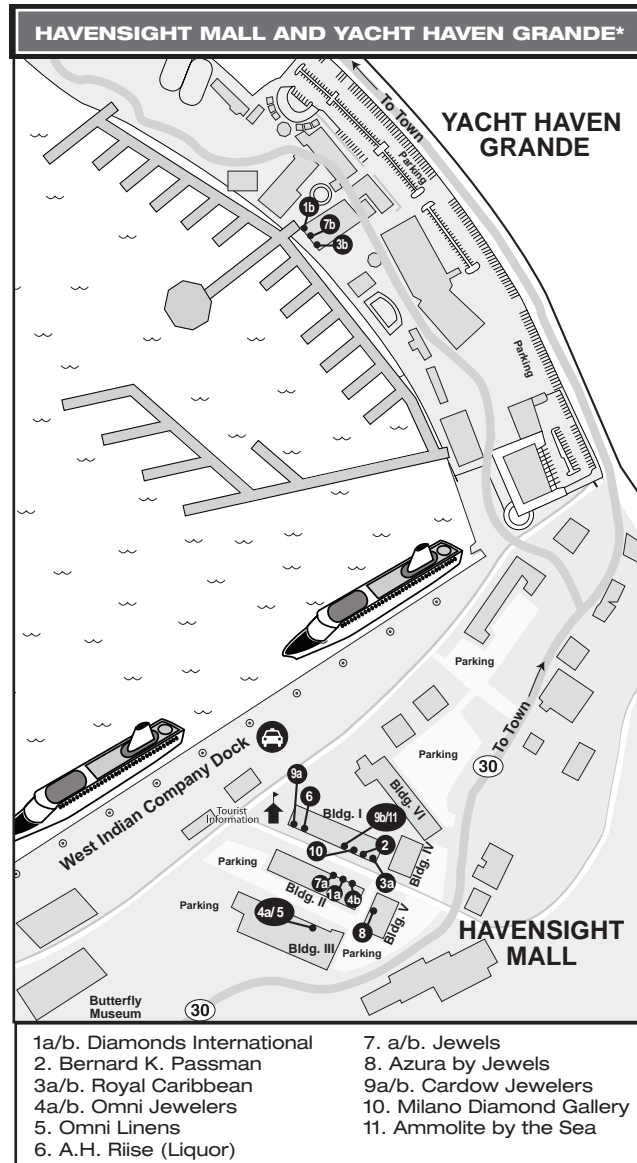 HAVENSIGHT MALL AND YACHT HAVEN GRANDE*
To Town
YACHT HAVEN
GRANDE
Parking
1b
7b
3b
Parking
Parking
To Town
30
Parking
West Indian Company Dock
9a
6
Tourist
Information
Bldg. I
9b/11
Bldg. VI
10
2
Bldg. IV
3a
Parking
7a
1a
4b
Bldg. II
Parking
4a/ 5
8
Bldg. V
Bldg. III
Parking
HAVENSIGHT
MALL
Butterfly
Museum
30
1a/b. Diamonds International
2. Bernard K. Passman
3a/b. Royal Caribbean
4a/b. Omni Jewelers
5. Omni Linens
6. A.H. Riise (Liquor)
7. a/b. Jewels
8. Azura by Jewels
9a/b. Cardow Jewelers
10. Milano Diamond Gallery
11. Ammolite by the Sea